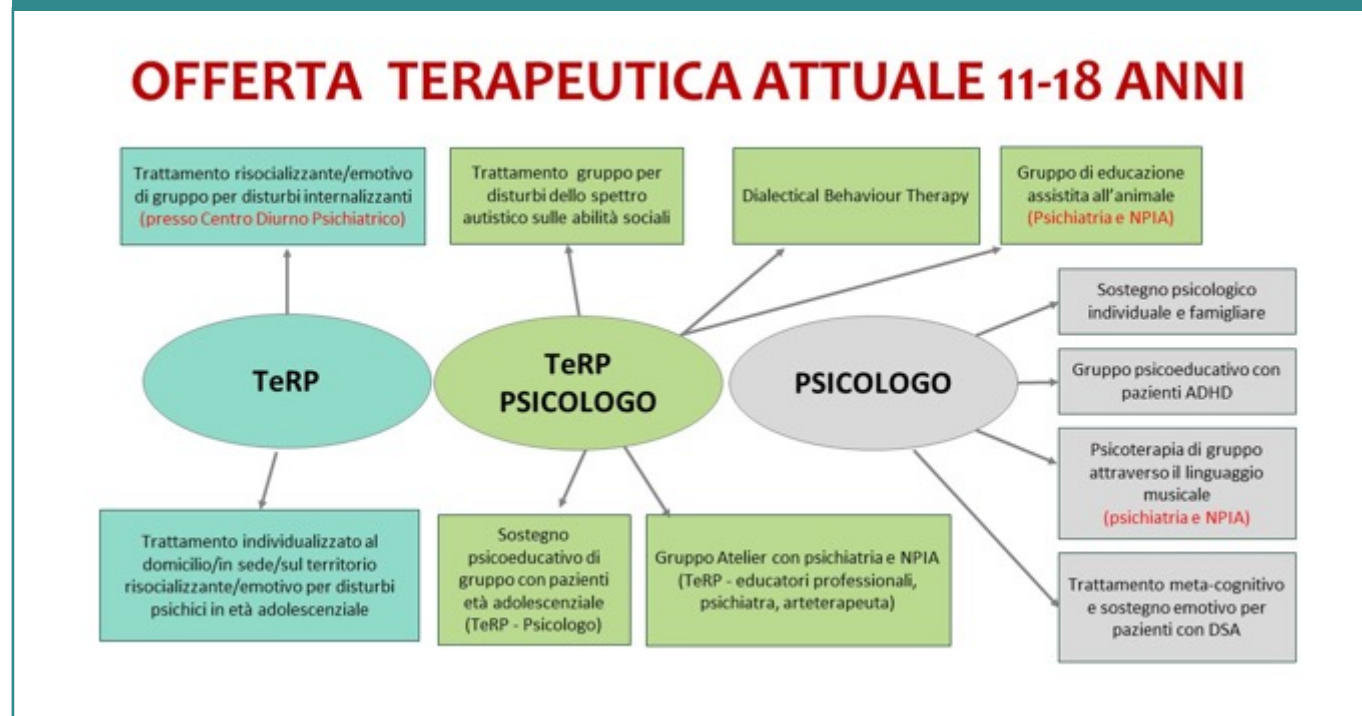 OFFERTA TERAPEUTICA ATTUALE 11-18 ANNI
Trattamento risocializzante/emotivo
di gruppo per disturbi internalizzanti
(presso Centro Diurno Psichiatrico)
Trattamento gruppo per
disturbi dello spettro
autistico sulle abilità sociali
Dialectical Behaviour Therapy
Gruppo di educazione
assistita all'animale
(Psichiatria e NPIA)
TeRP
TeRP
PSICOLOGO
PSICOLOGO
Sostegno psicologico
individuale e famigliare
Gruppo psicoeducativo con
pazienti ADHD
Psicoterapia di gruppo
attraverso il linguaggio
musicale
(psichiatria e NPIA)
Trattamento meta-cognitivo
e sostegno emotivo per
pazienti con DSA
Trattamento individualizzato al
domicilio/in sede/sul territorio
risocializzante/emotivo per disturbi
psichici in età adolescenziale
Sostegno
psicoeducativo di
gruppo con pazienti
età adolescenziale
(TeRP - Psicologo)
Gruppo Atelier con psichiatria e NPIA
(TeRP - educatori professionali,
psichiatra, arteterapeuta)